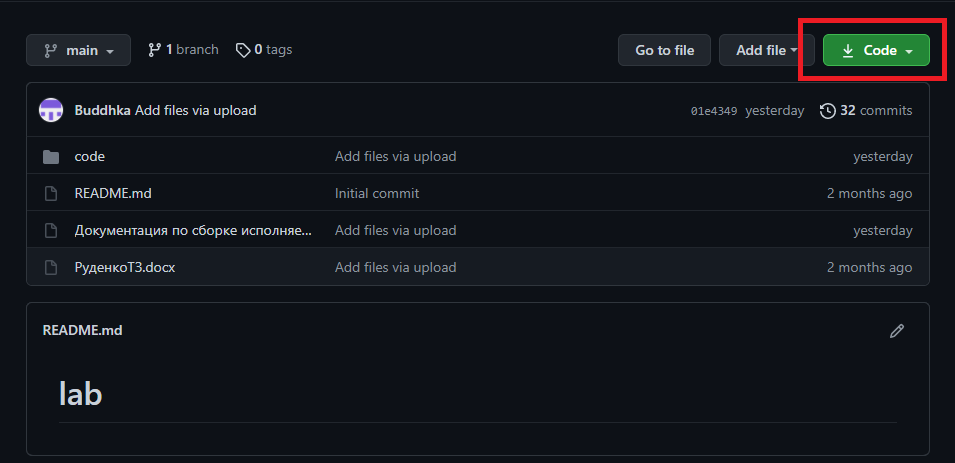 main 1 branch 0 tags Go to file Add file Code
Buddhka Add files via upload 01e4349 yesterday 32 commits
code Add files via upload yesterday
README.md Initial commit 2 months ago
Документация по сборке исполняе... Add files via upload yesterday
РуденкоТЗ.docx Add files via upload 2 months ago
README.md
lab